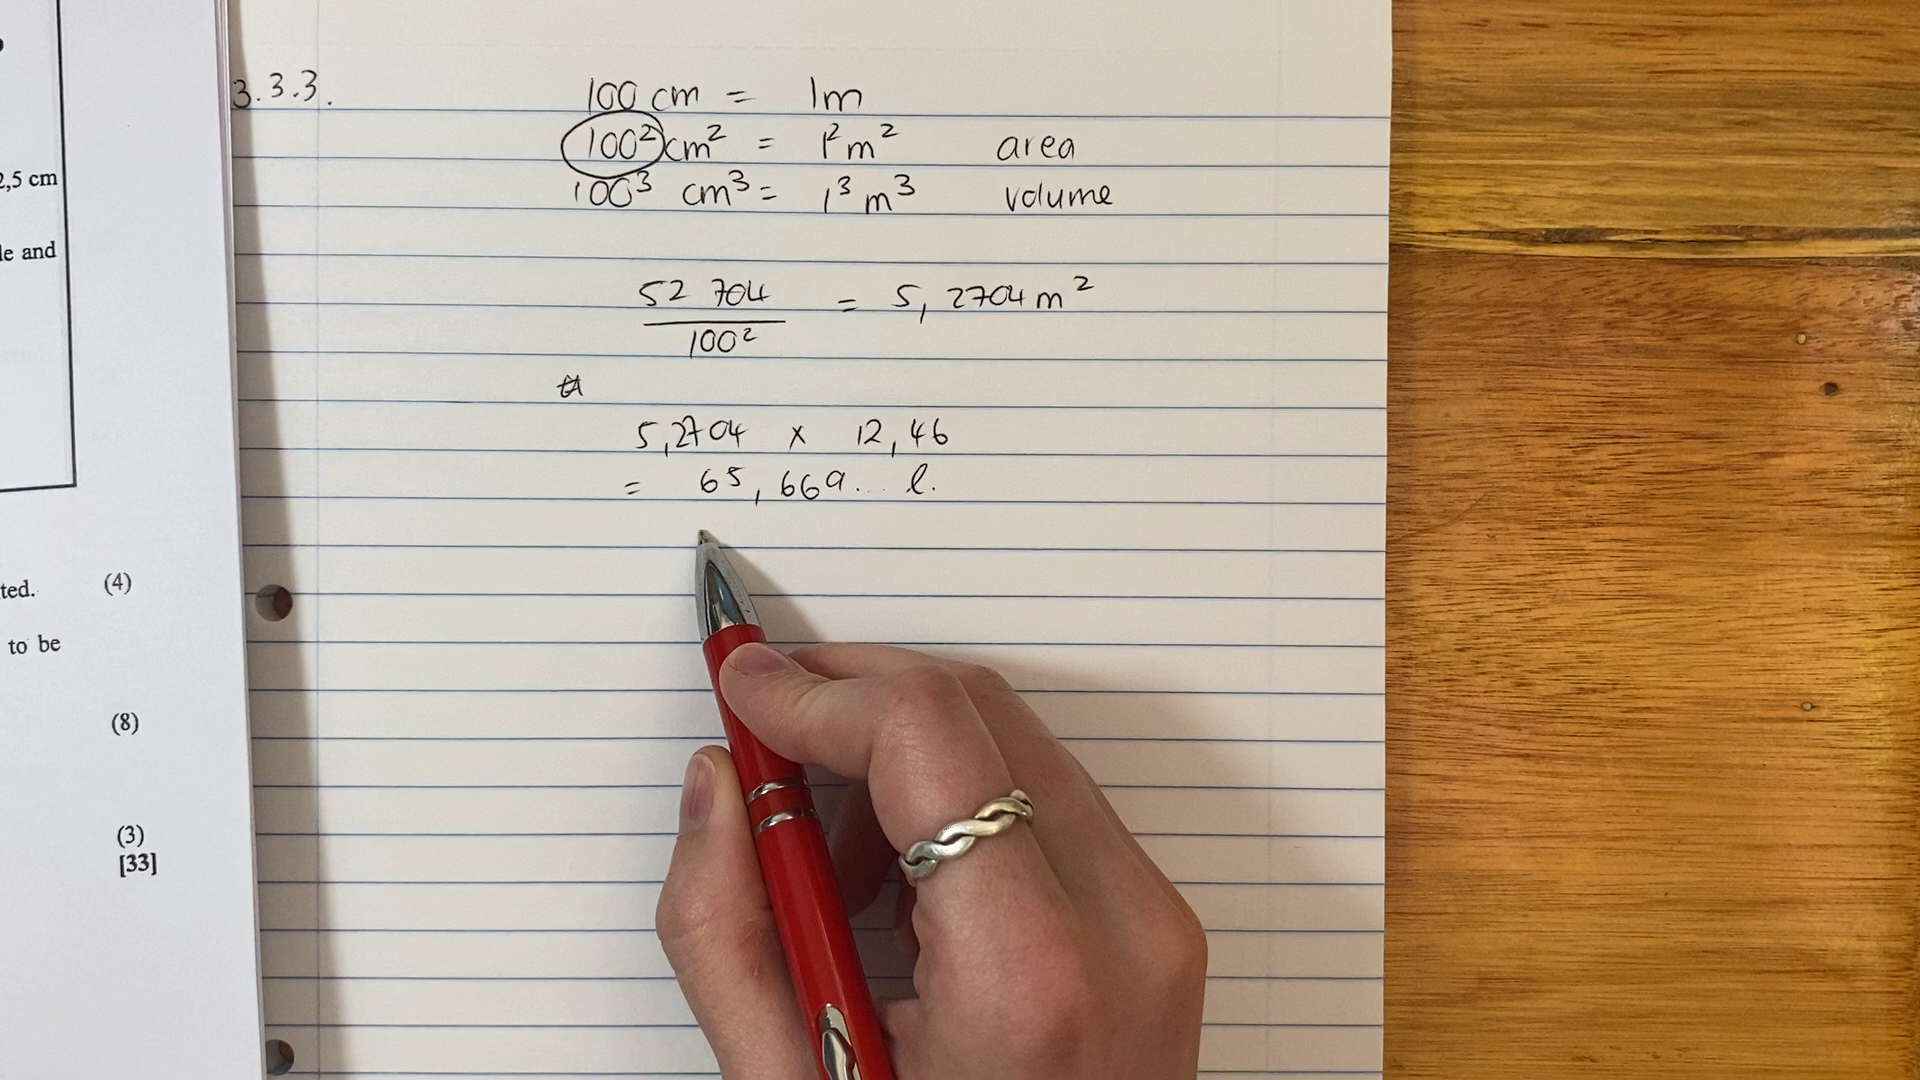 2,5 cm
le and
ted. (4)
to be
(8)
(3)
[33]
3.3.3.
100 cm = 1m
100² cm² = 1² m² area
100³ cm³ = 1³ m³ volume
52 704
100²
= 5,2704 m²
5,2704 x 12,46
= 65,669... l.